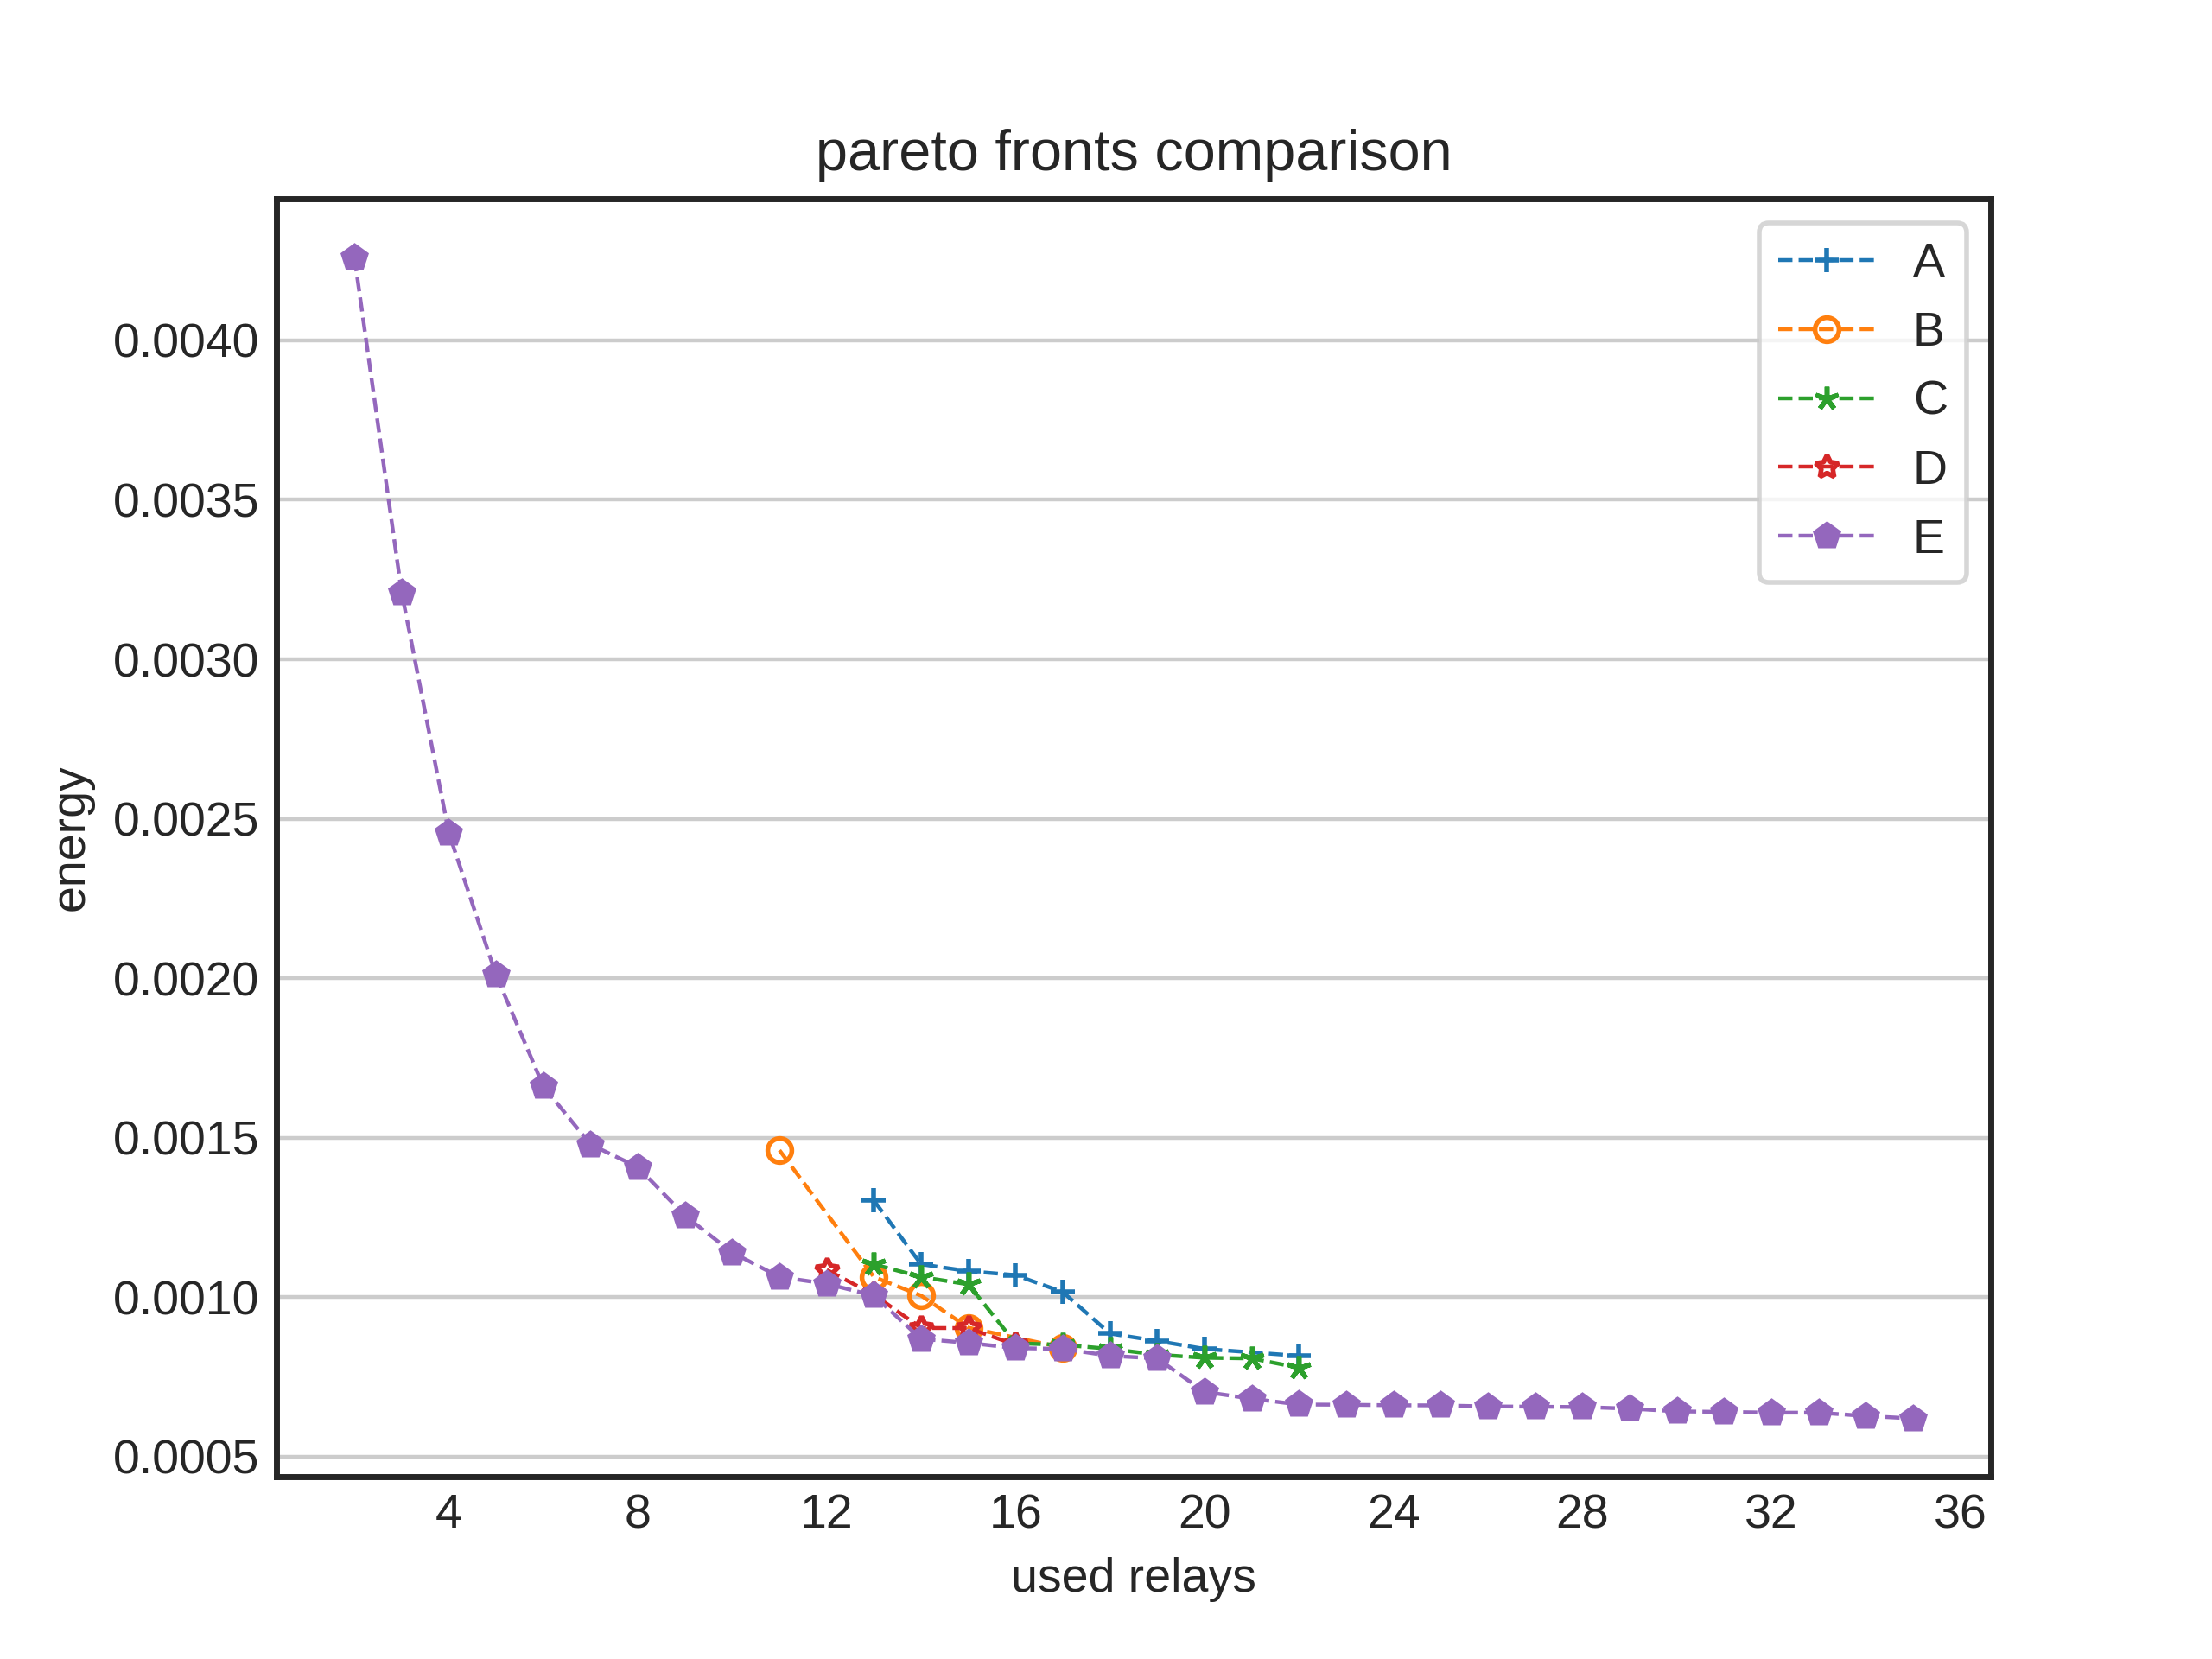 pareto fronts comparison
A
B
C
D
E
energy
0.0040
0.0035
0.0030
0.0025
0.0020
0.0015
0.0010
0.0005
4 8 12 16 20 24 28 32 36
used relays